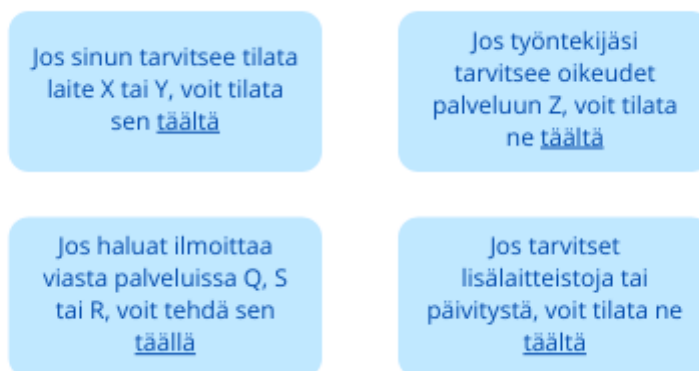 Jos sinun tarvitsee tilata
laite X tai Y, voit tilata
sen täältä
Jos työntekijäsi
tarvitsee oikeudet
palveluun Z, voit tilata
ne täältä
Jos haluat ilmoittaa
viasta palveluissa Q, S
tai R, voit tehdä sen
täällä
Jos tarvitset
lisälaitteistoja tai
päivitystä, voit tilata ne
täältä